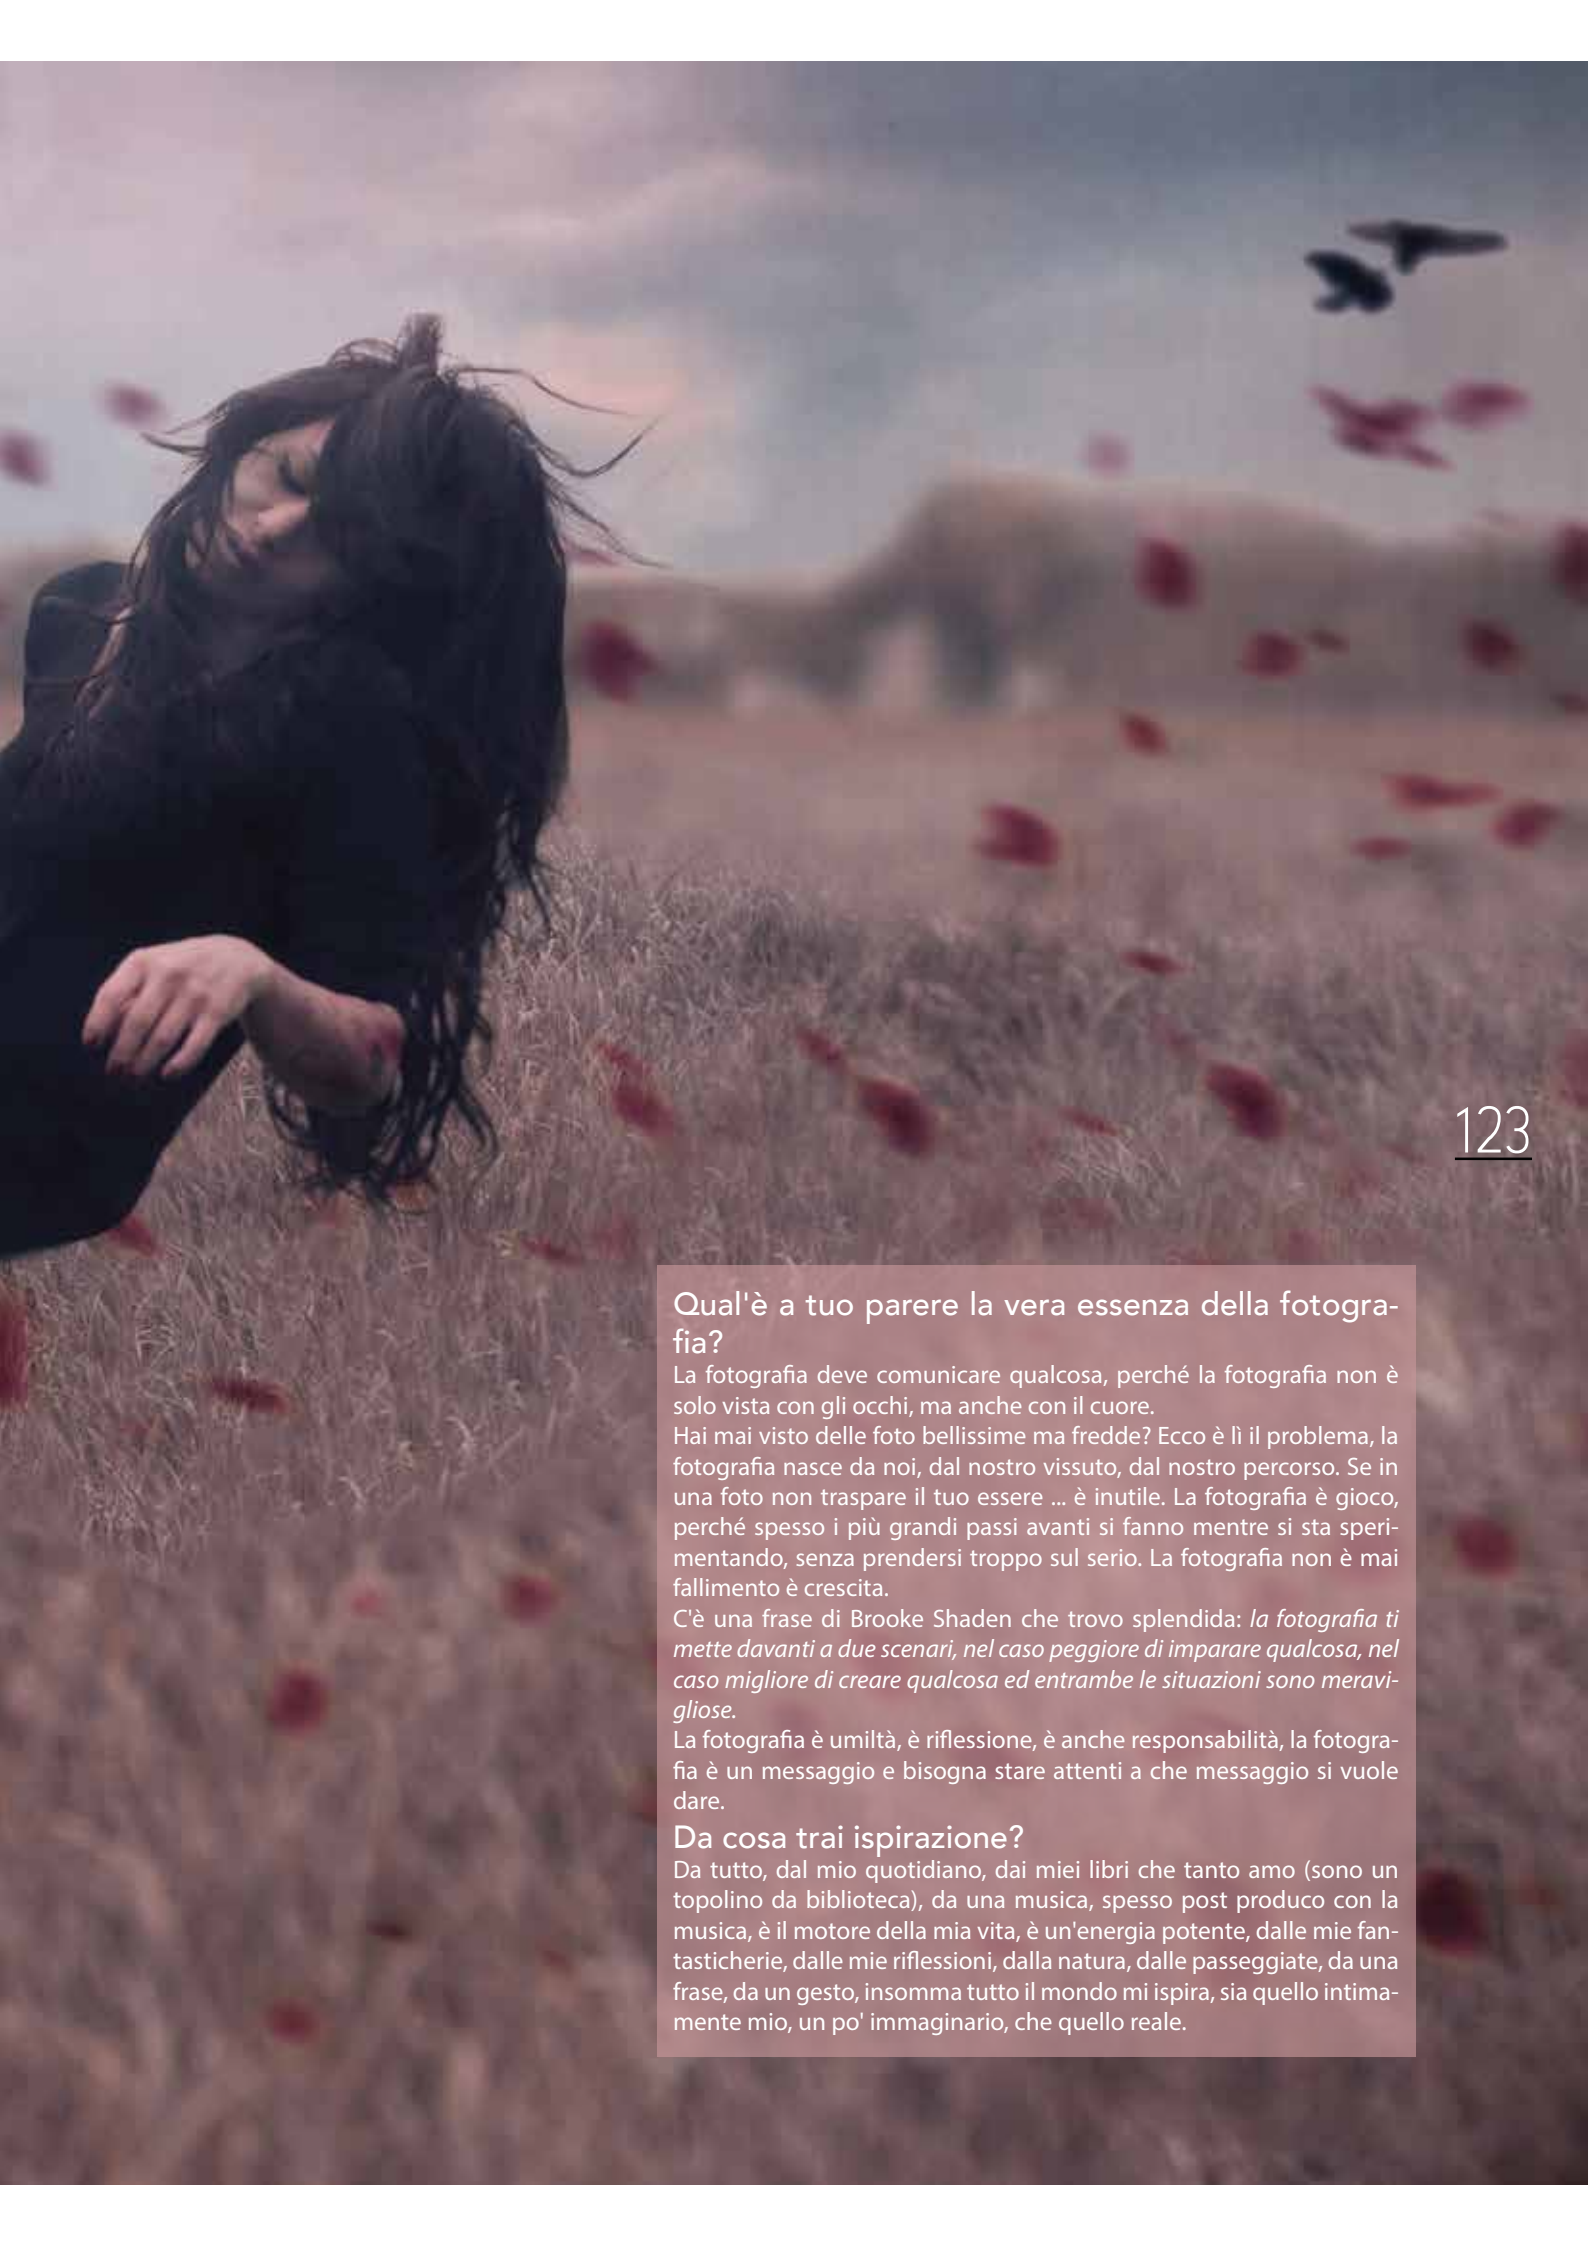 123
Qual'è a tuo parere la vera essenza della fotogra-
fia?
La fotografia deve comunicare qualcosa, perché la fotografia non è
solo vista con gli occhi, ma anche con il cuore.
Hai mai visto delle foto bellissime ma fredde? Ecco è lì il problema, la
fotografia nasce da noi, dal nostro vissuto, dal nostro percorso. Se in
una foto non traspare il tuo essere ... è inutile. La fotografia è gioco,
perché spesso i più grandi passi avanti si fanno mentre si sta speri-
mentando, senza prendersi troppo sul serio. La fotografia non è mai
fallimento è crescita.
C'è una frase di Brooke Shaden che trovo splendida: la fotografia ti
mette davanti a due scenari, nel caso peggiore di imparare qualcosa, nel
caso migliore di creare qualcosa ed entrambe le situazioni sono meravi-
gliose.
La fotografia è umiltà, è riflessione, è anche responsabilità, la fotogra-
fia è un messaggio e bisogna stare attenti a che messaggio si vuole
dare.
Da cosa trai ispirazione?
Da tutto, dal mio quotidiano, dai miei libri che tanto amo (sono un
topolino da biblioteca), da una musica, spesso post produco con la
musica, è il motore della mia vita, è un'energia potente, dalle mie fan-
tasticherie, dalle mie riflessioni, dalla natura, dalle passeggiate, da una
frase, da un gesto, insomma tutto il mondo mi ispira, sia quello intima-
mente mio, un po' immaginario, che quello reale.